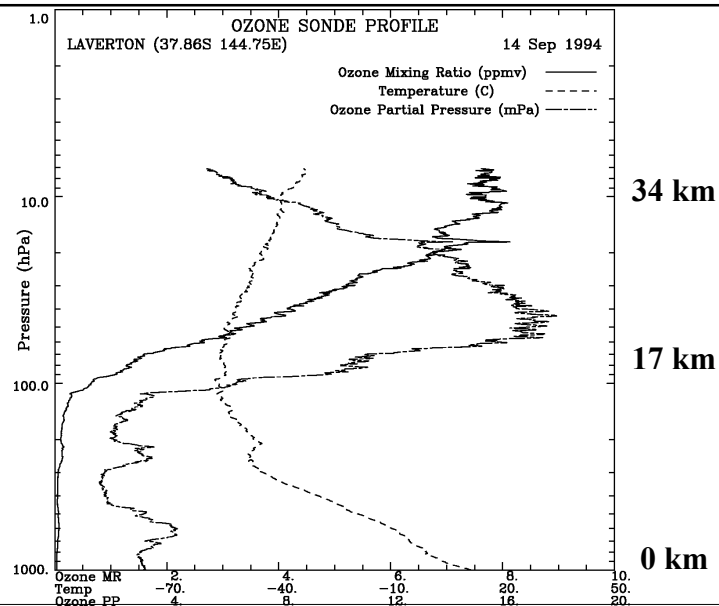 1.0
OZONE SONDE PROFILE
LAVERTON (37.86S 144.75E) 14 Sep 1994
Ozone Mixing Ratio (ppmv)
Temperature (C)
Ozone Partial Pressure (mPa)
10.0
34 km
Pressure (hPa)
17 km
100.0
0 km
1000.
Ozone MR 2. 4. 6. 8. 10.
Temp -70. -40. -10. 20. 50.
Ozone PP 4. 8. 12. 16. 20.